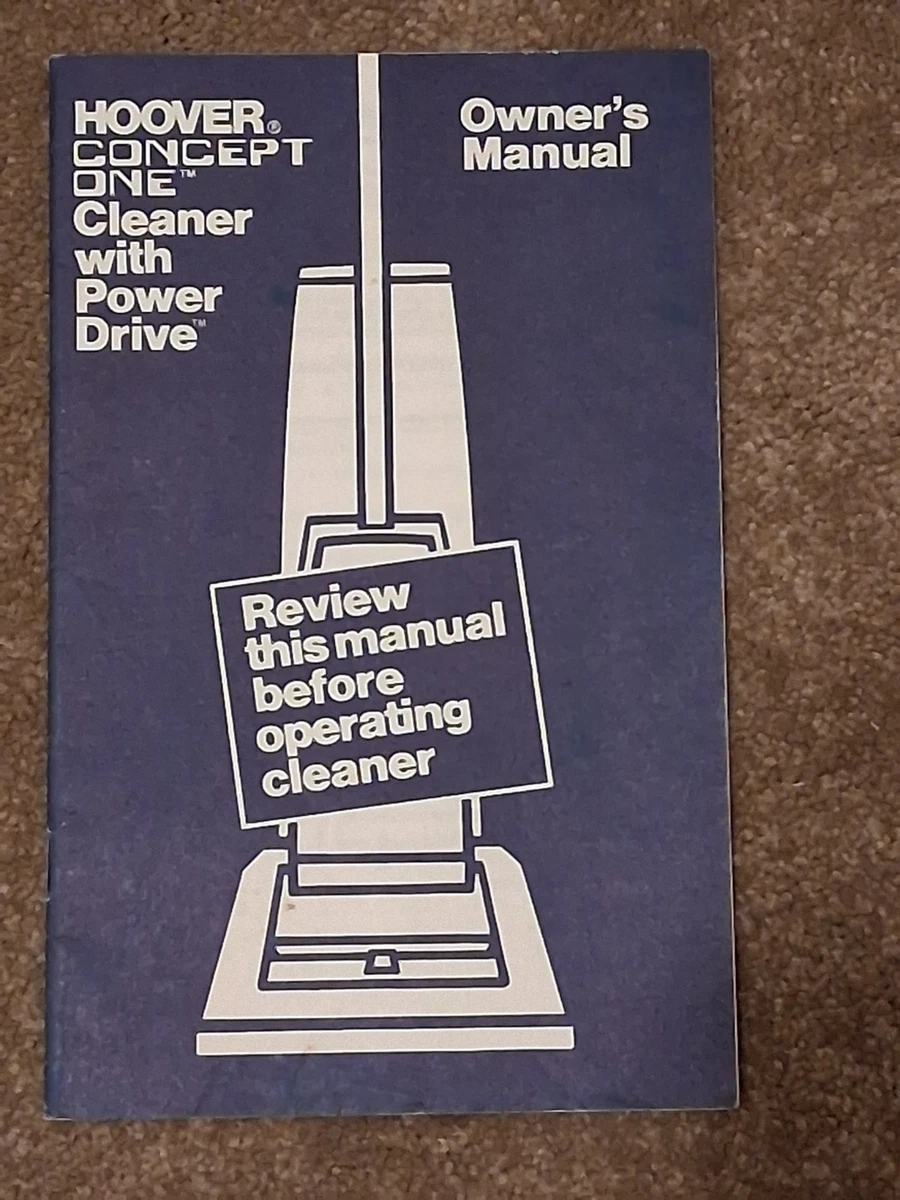 HOOVER®
CONCEPT
ONE™
Cleaner
with
Power
Drive™
Owner's
Manual
Review
this manual
before
operating
cleaner